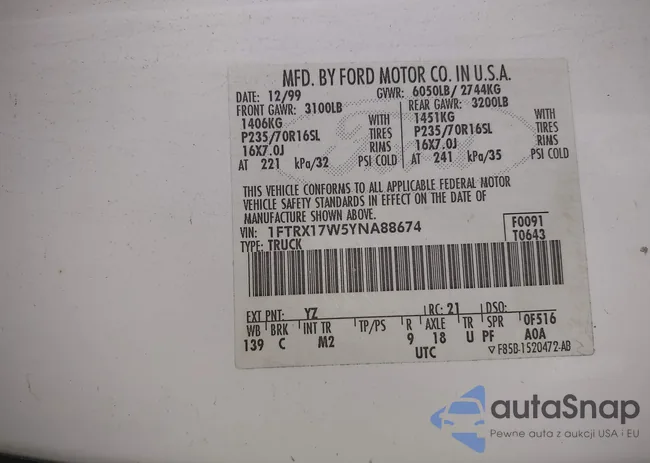 MFD. BY FORD MOTOR CO. IN U.S.A.
DATE: 12/99 GVWR: 6050LB/ 2744KG
FRONT GAWR: 3100LB REAR GAWR: 3200LB
1406KG WITH 1451KG WITH
P235/70R16SL TIRES P235/70R16SL TIRES
16X7.0J RIMS 16X7.0J RIMS
AT 221 kPa/32 PSI COLD AT 241 kPa/35 PSI COLD
THIS VEHICLE CONFORMS TO ALL APPLICABLE FEDERAL MOTOR
VEHICLE SAFETY STANDARDS IN EFFECT ON THE DATE OF
MANUFACTURE SHOWN ABOVE.
VIN: 1FTRX17W5YNA88674 F0091
TYPE: TRUCK T0643
EXT PNT: YZ RC: 21 DSO:
WB BRK INT TR TP/PS R AXLE TR SPR 0F516
139 C M2 9 18 U PF A0A
UTC F85B-1520472-AB
autaSnap
Pewne auta z aukcji USA i EU